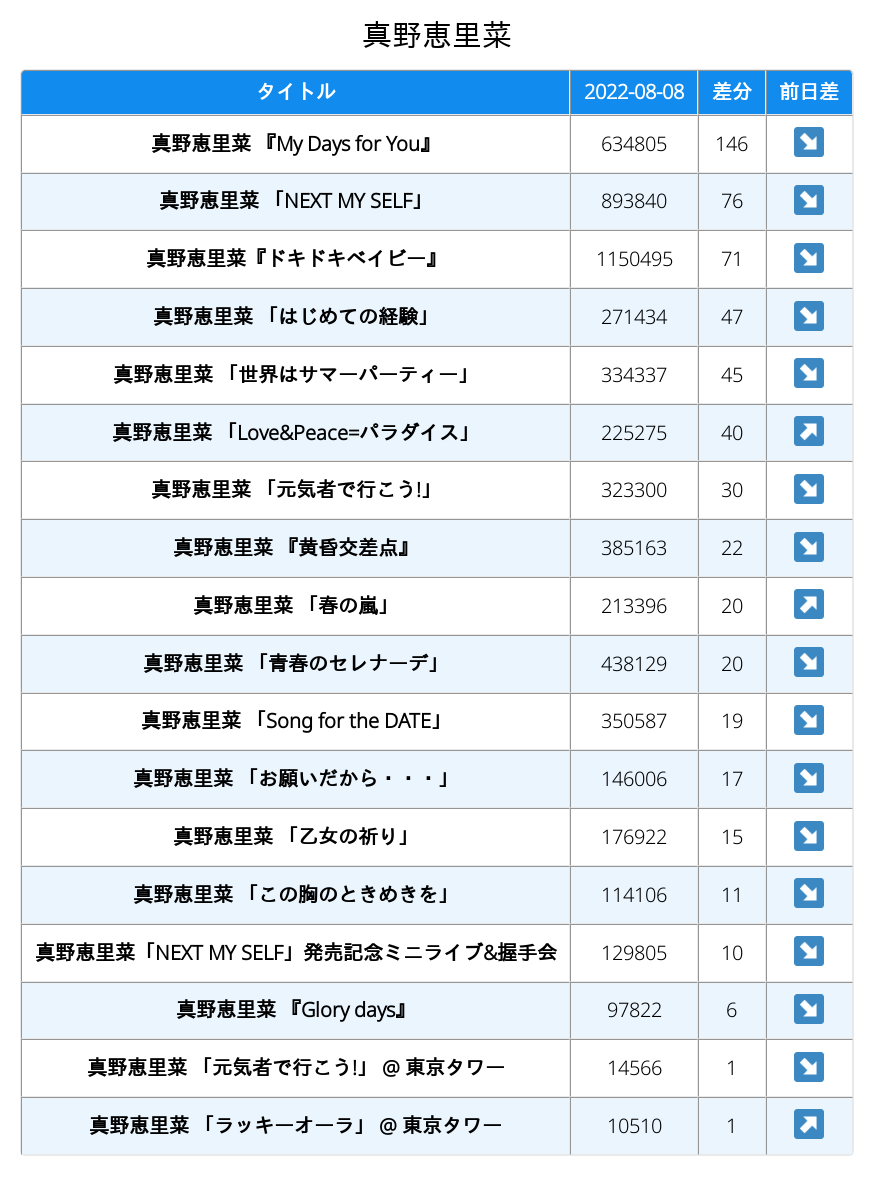 真野恵里菜
タイトル 2022-08-08 差分 前日差
真野恵里菜 『My Days for You』 634805 146 ↘
真野恵里菜 「NEXT MY SELF」 893840 76 ↘
真野恵里菜『ドキドキベイビー』 1150495 71 ↘
真野恵里菜 「はじめての経験」 271434 47 ↘
真野恵里菜 「世界はサマーパーティー」 334337 45 ↘
真野恵里菜 「Love&Peace=パラダイス」 225275 40 ↗
真野恵里菜 「元気者で行こう!」 323300 30 ↘
真野恵里菜 『黄昏交差点』 385163 22 ↘
真野恵里菜 「春の嵐」 213396 20 ↗
真野恵里菜 「青春のセレナーデ」 438129 20 ↘
真野恵里菜 「Song for the DATE」 350587 19 ↘
真野恵里菜 「お願いだから・・・」 146006 17 ↘
真野恵里菜 「乙女の祈り」 176922 15 ↘
真野恵里菜 「この胸のときめきを」 114106 11 ↘
真野恵里菜「NEXT MY SELF」発売記念ミニライブ&握手会 129805 10 ↘
真野恵里菜 『Glory days』 97822 6 ↘
真野恵里菜 「元気者で行こう!」 @ 東京タワー 14566 1 ↘
真野恵里菜 「ラッキーオーラ」 @ 東京タワー 10510 1 ↗